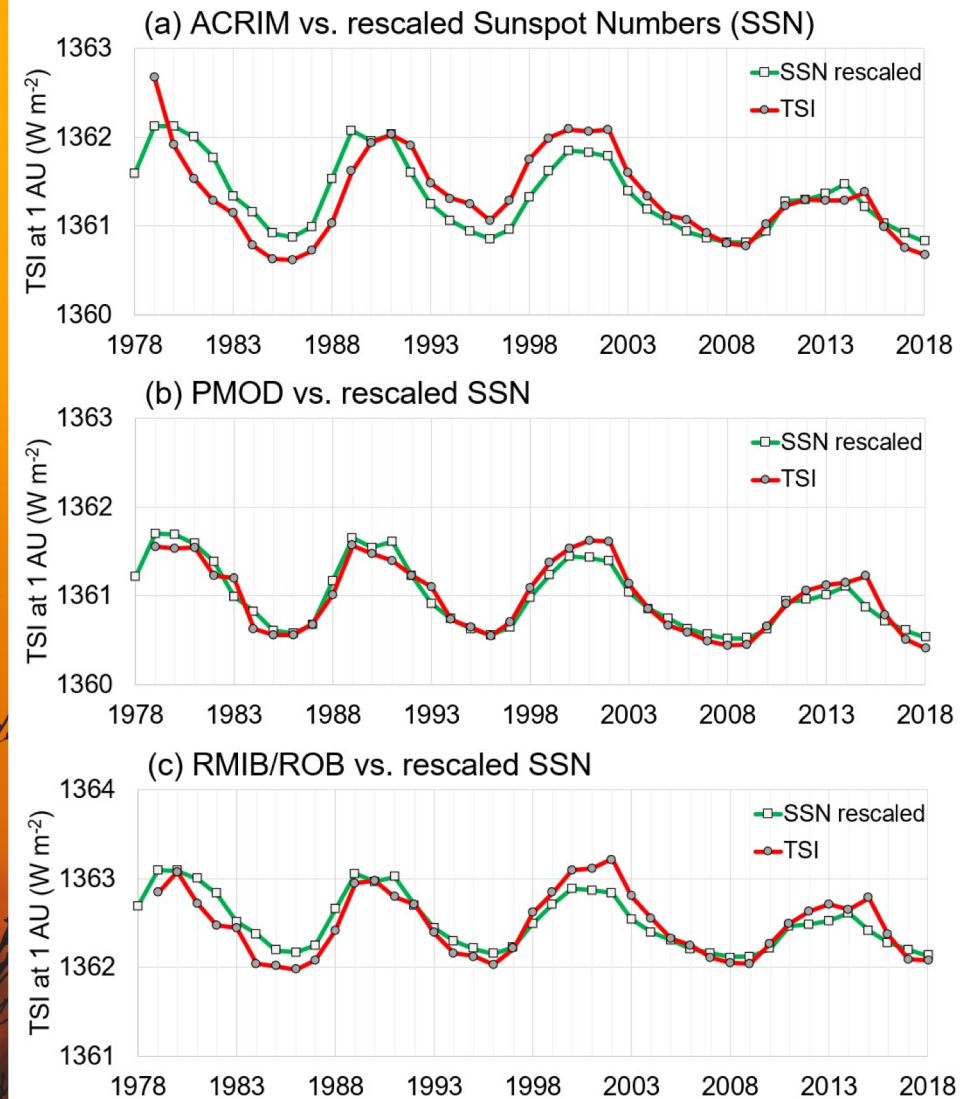 (a) ACRIM vs. rescaled Sunspot Numbers (SSN)
TSI at 1 AU (W m-2)
1363
1362
1361
1360
SSN rescaled
TSI
1978 1983 1988 1993 1998 2003 2008 2013 2018
(b) PMOD vs. rescaled SSN
TSI at 1 AU (W m-2)
1363
1362
1361
1360
SSN rescaled
TSI
1978 1983 1988 1993 1998 2003 2008 2013 2018
(c) RMIB/ROB vs. rescaled SSN
TSI at 1 AU (W m-2)
1364
1363
1362
1361
SSN rescaled
TSI
1978 1983 1988 1993 1998 2003 2008 2013 2018